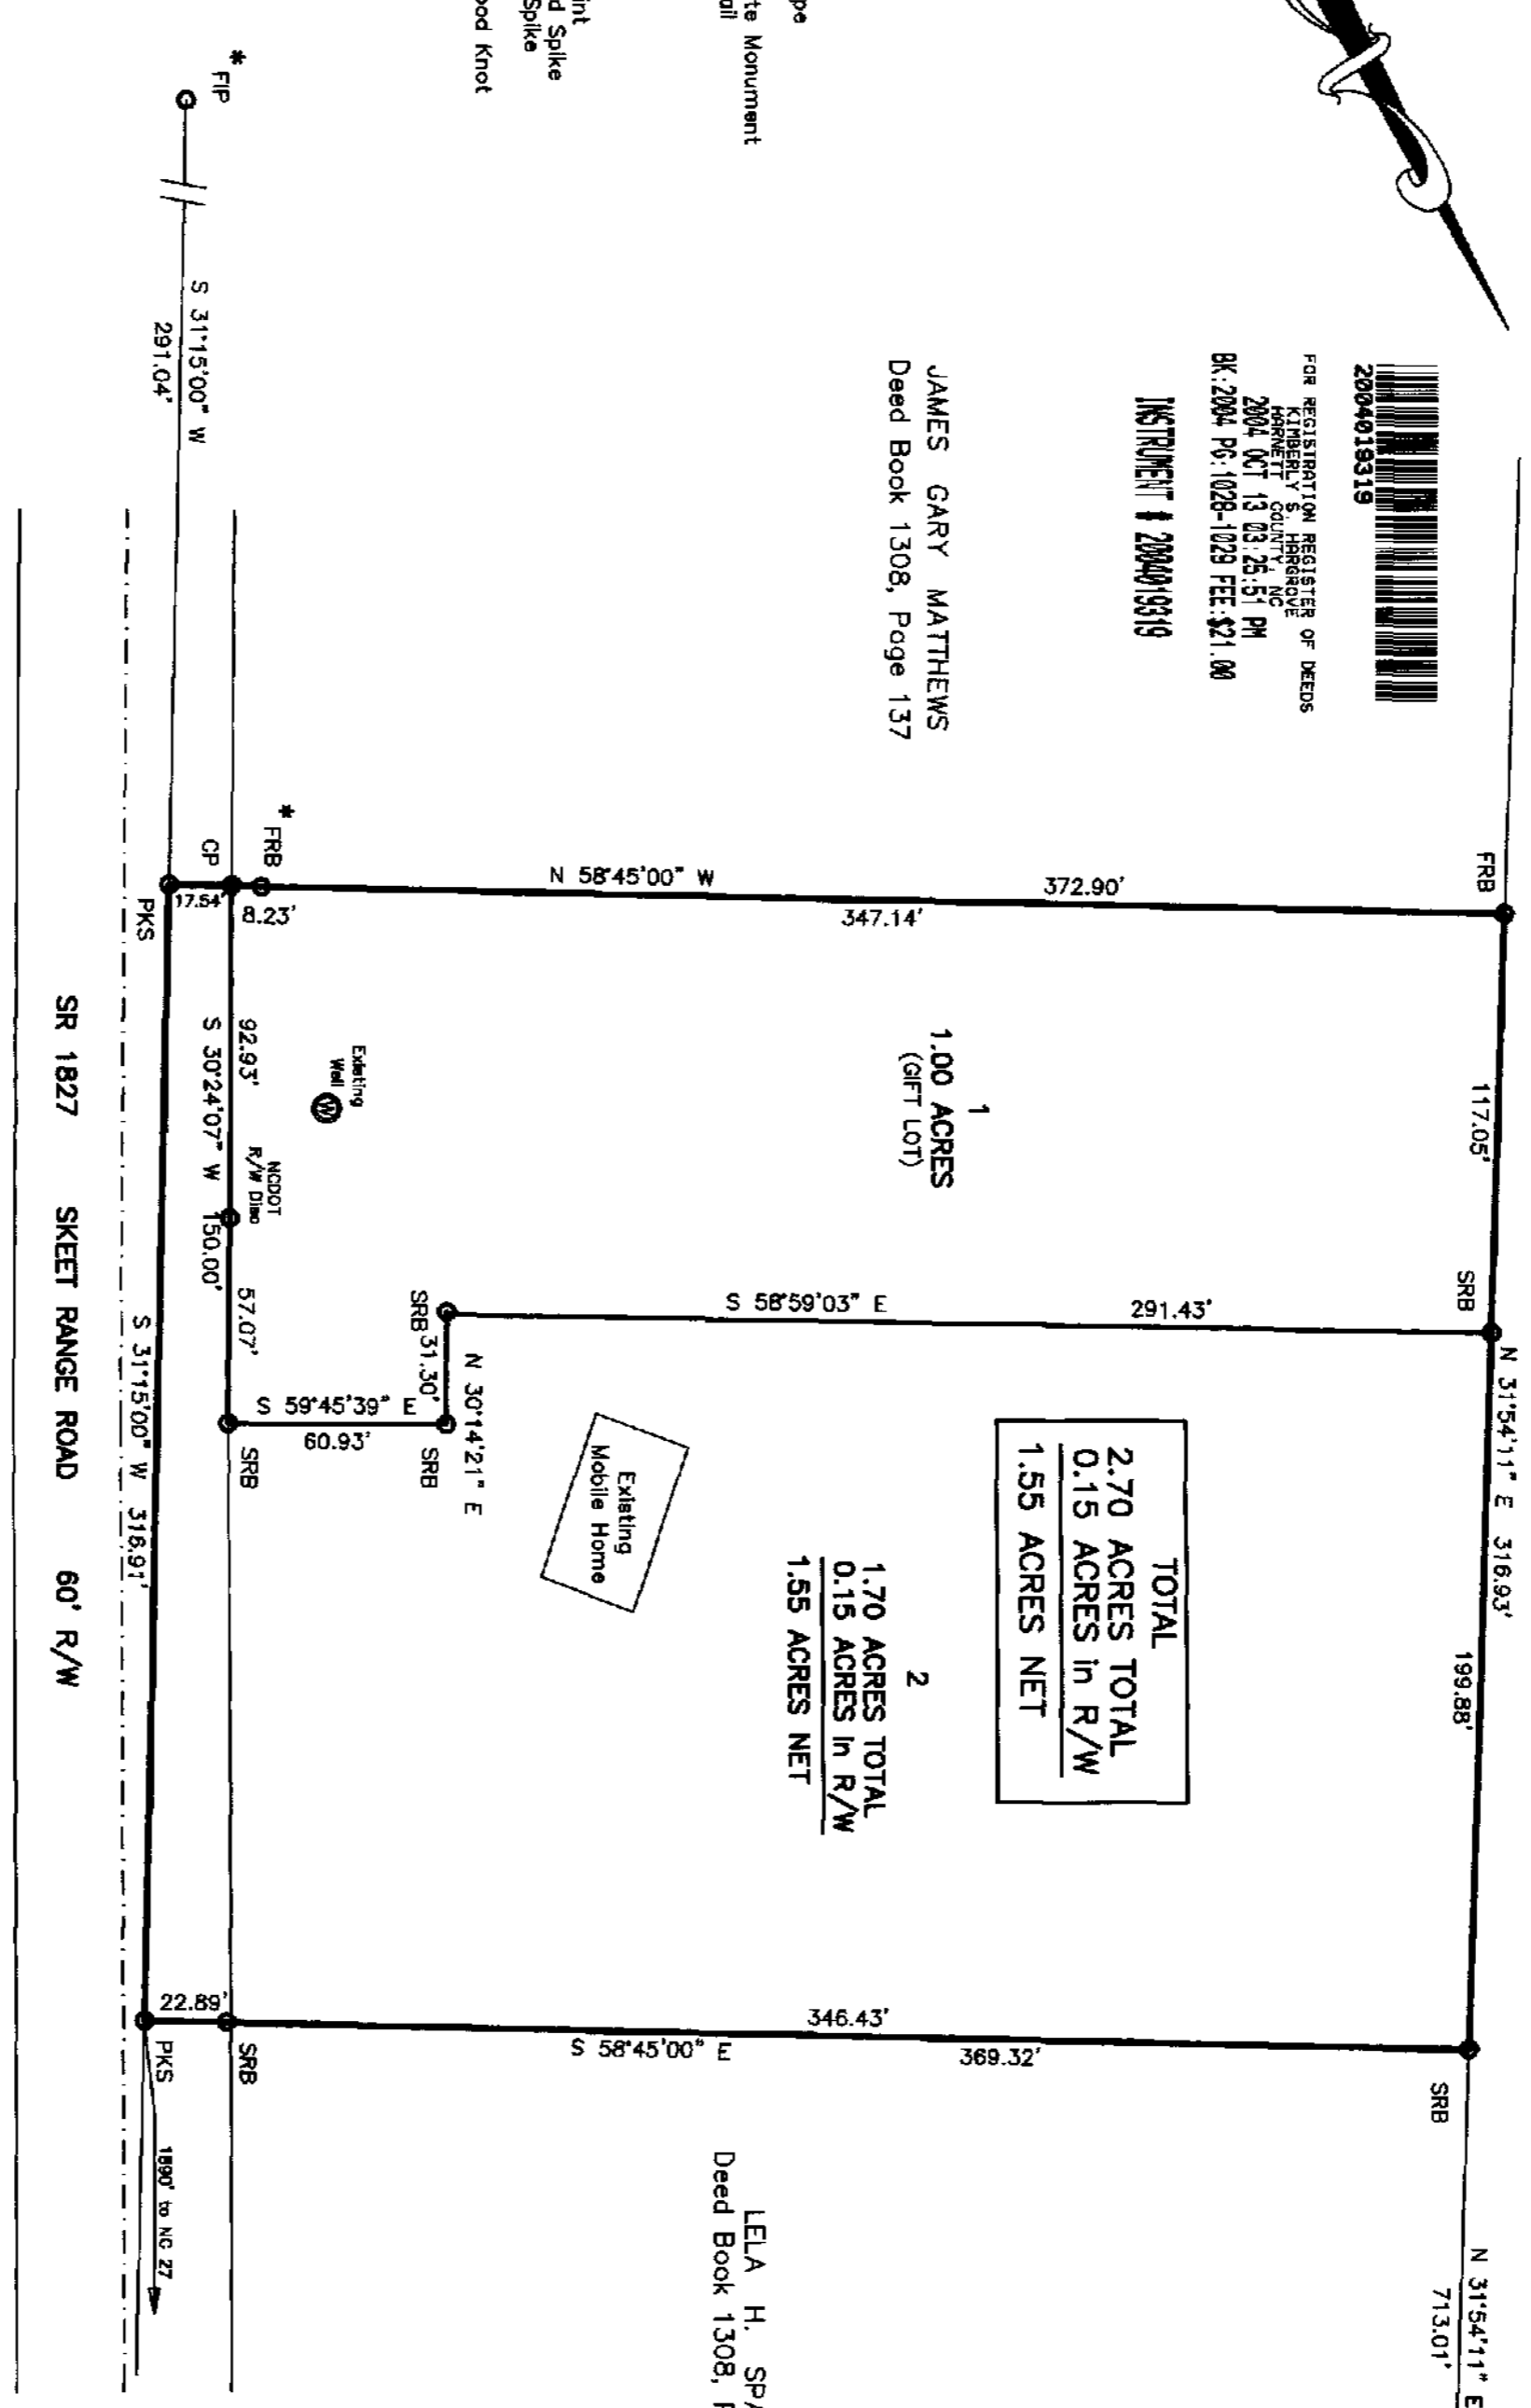 2004019319
FOR REGISTRATION REGISTER OF DEEDS
KIMBERLY S. HARGROVE
HARNETT COUNTY, NC
2004 OCT 13 03:25:51 PM
BK:2004 PG:1028-1029 FEE:$21.00
INSTRUMENT # 2004019319
JAMES GARY MATTHEWS
Deed Book 1308, Page 137
te Monument
Spike
d Spike
ood Knot
* FIP
S 31°15'00" W
291.04'
FRB
117.05'
SRB
N 31°54'11" E 316.93'
199.88'
SRB
N 31°54'11" E
713.01'
N 58°45'00" W
372.90'
347.14'
* FRB
CP
8.23'
17.54'
PKS
1
1.00 ACRES
(GIFT LOT)
Existing
Well
W
NCDOT
R/W Disc
92.93'
57.07'
S 30°24'07" W 150.00'
S 58°59'03" E
291.43'
SRB
31.30'
N 30°14'21" E
SRB
S 59°45'39" E
60.93'
SRB
TOTAL
2.70 ACRES TOTAL
0.15 ACRES in R/W
1.55 ACRES NET
2
1.70 ACRES TOTAL
0.15 ACRES in R/W
1.55 ACRES NET
Existing
Mobile Home
346.43'
S 58°45'00" E
369.32'
22.89'
SRB
PKS
1890' to NC 27
S 31°15'00" W 316.91'
SR 1827 SKEET RANGE ROAD 60' R/W
LELA H. SPA
Deed Book 1308,